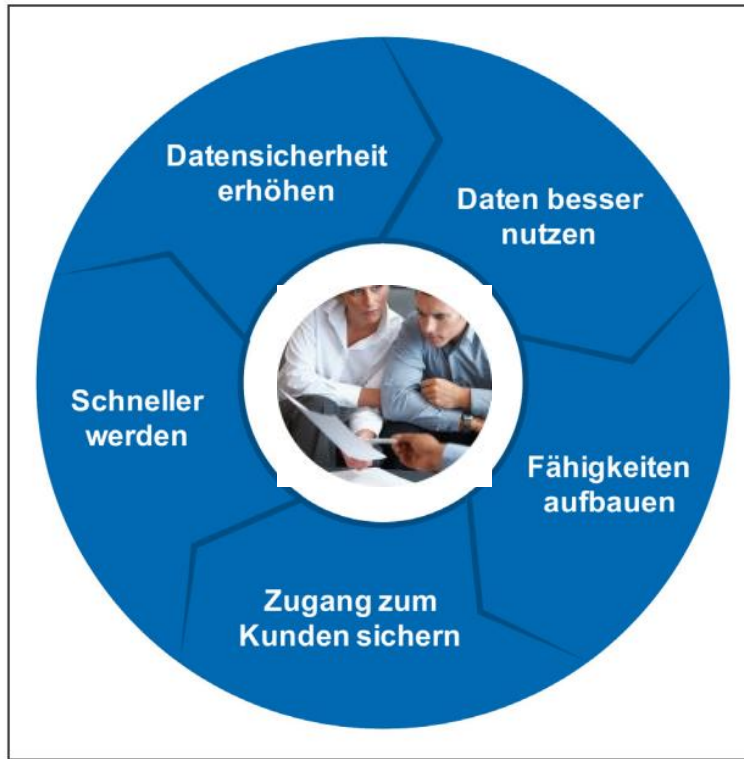 Datensicherheit
erhöhen
Daten besser
nutzen
Schneller
werden
Fähigkeiten
aufbauen
Zugang zum
Kunden sichern